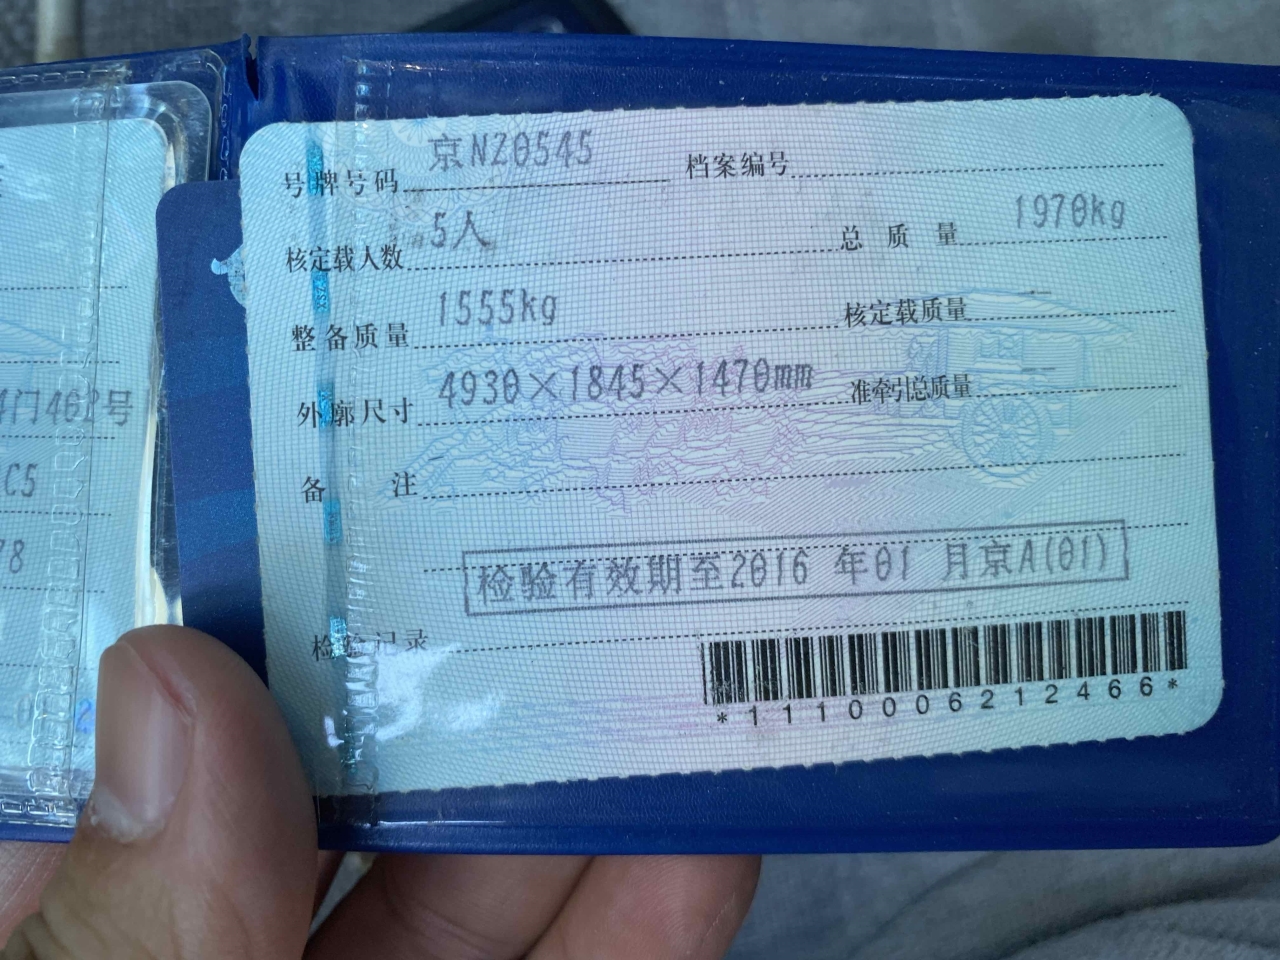 号牌号码 京NZ0545 档案编号
核定载人数 5人 总质量 1970kg
整备质量 1555kg 核定载质量 —
外廓尺寸 4930×1845×1470mm 准牵引总质量 —
备注
检验有效期至2016 年01 月京A(01)
检验记录
*1110006212466*
4门402号
C5
78